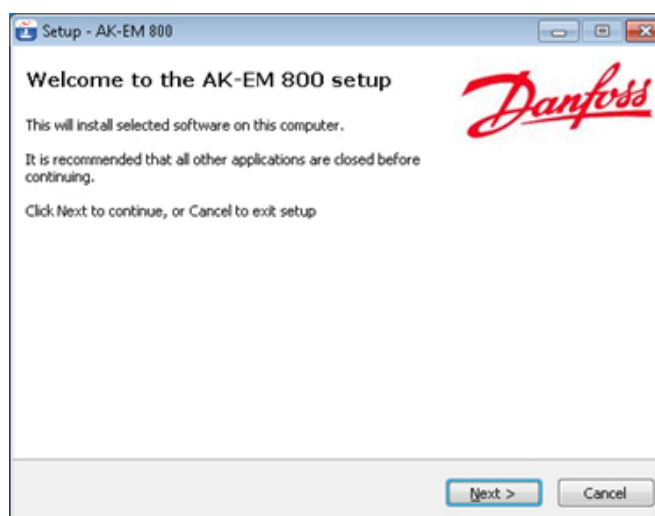 Setup - AK-EM 800
Welcome to the AK-EM 800 setup
Danfoss
This will install selected software on this computer.
It is recommended that all other applications are closed before
continuing.
Click Next to continue, or Cancel to exit setup
Next >
Cancel